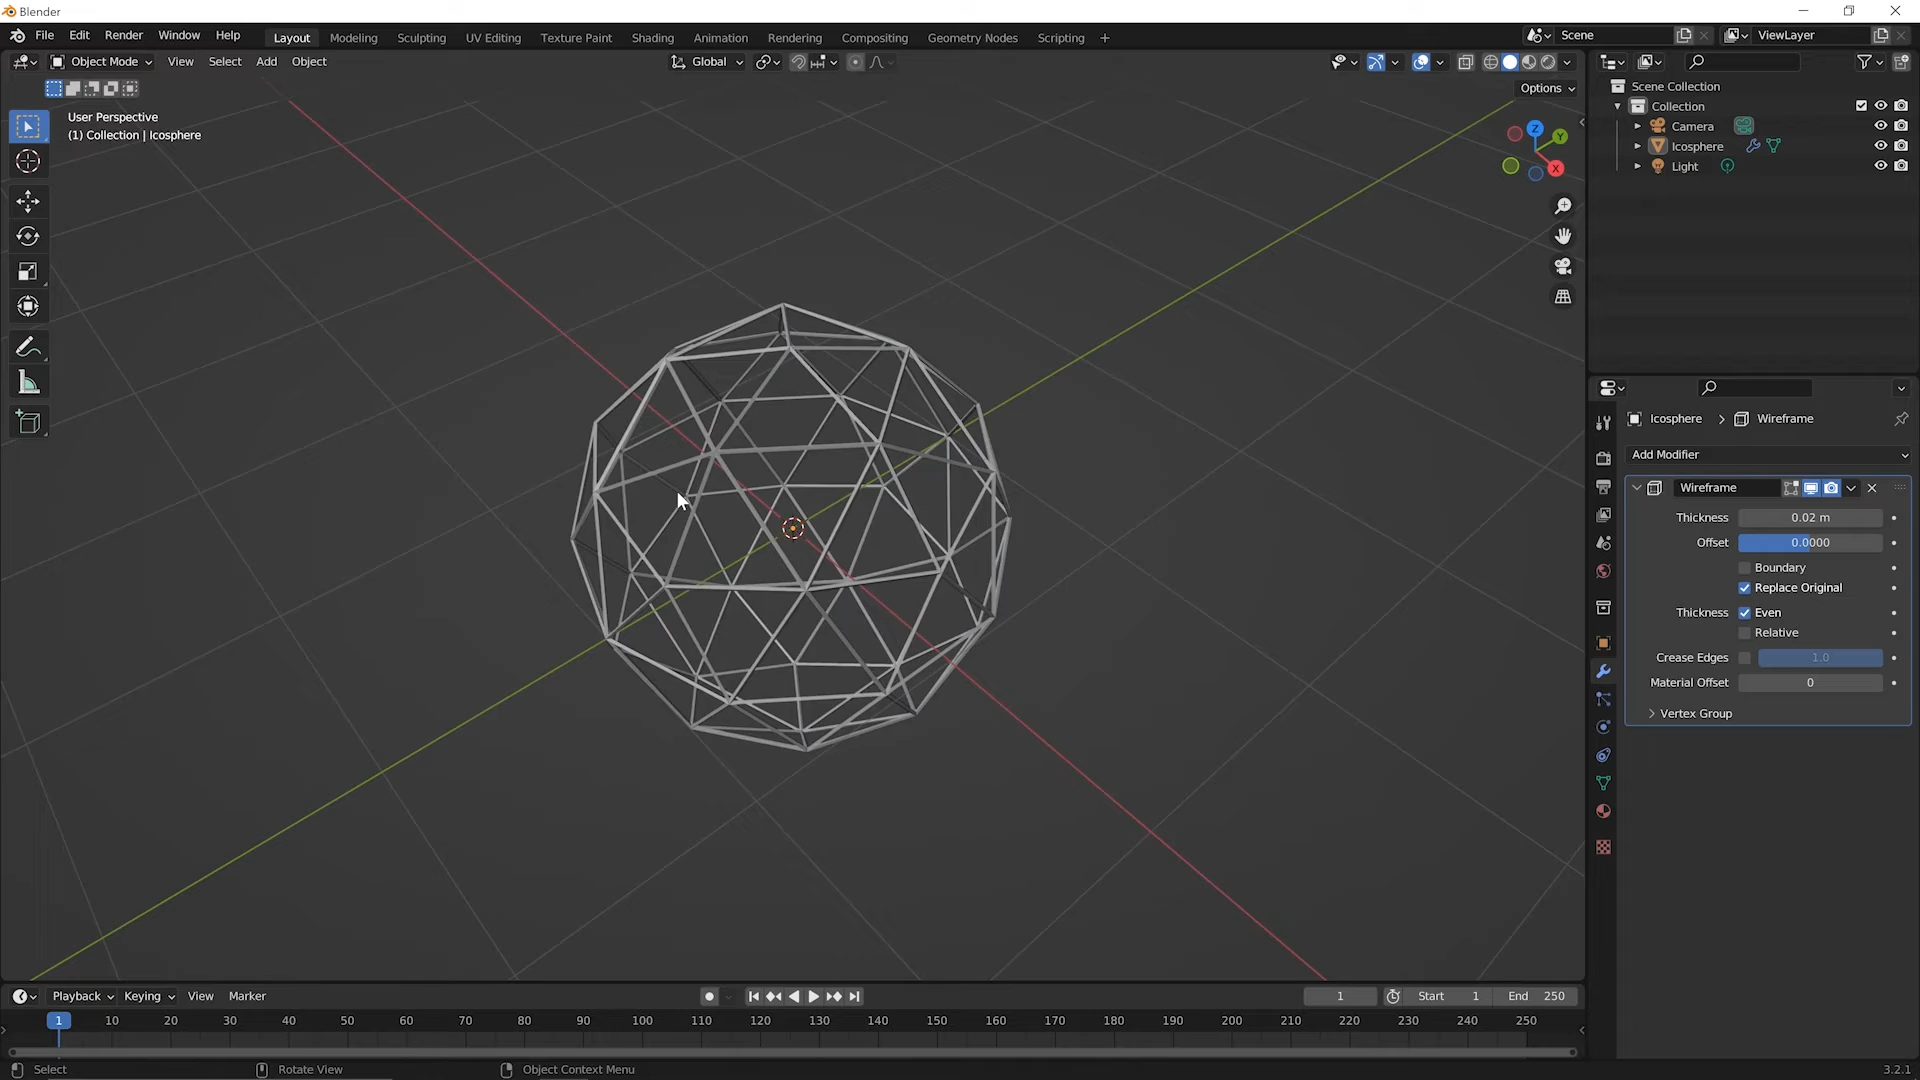 Blender
File Edit Render Window Help Layout Modeling Sculpting UV Editing Texture Paint Shading Animation Rendering Compositing Geometry Nodes Scripting + Scene ViewLayer
Object Mode View Select Add Object Global
Options
User Perspective
(1) Collection | Icosphere
Z
Y
X
Scene Collection
Collection
Camera
Icosphere
Light
Icosphere > Wireframe
Add Modifier
Wireframe
Thickness 0.02 m
Offset 0.0000
Boundary
Replace Original
Thickness Even
Relative
Crease Edges 1.0
Material Offset 0
Vertex Group
Playback Keying View Marker 1 Start 1 End 250
1 10 20 30 40 50 60 70 80 90 100 110 120 130 140 150 160 170 180 190 200 210 220 230 240 250
Select Rotate View Object Context Menu 3.2.1